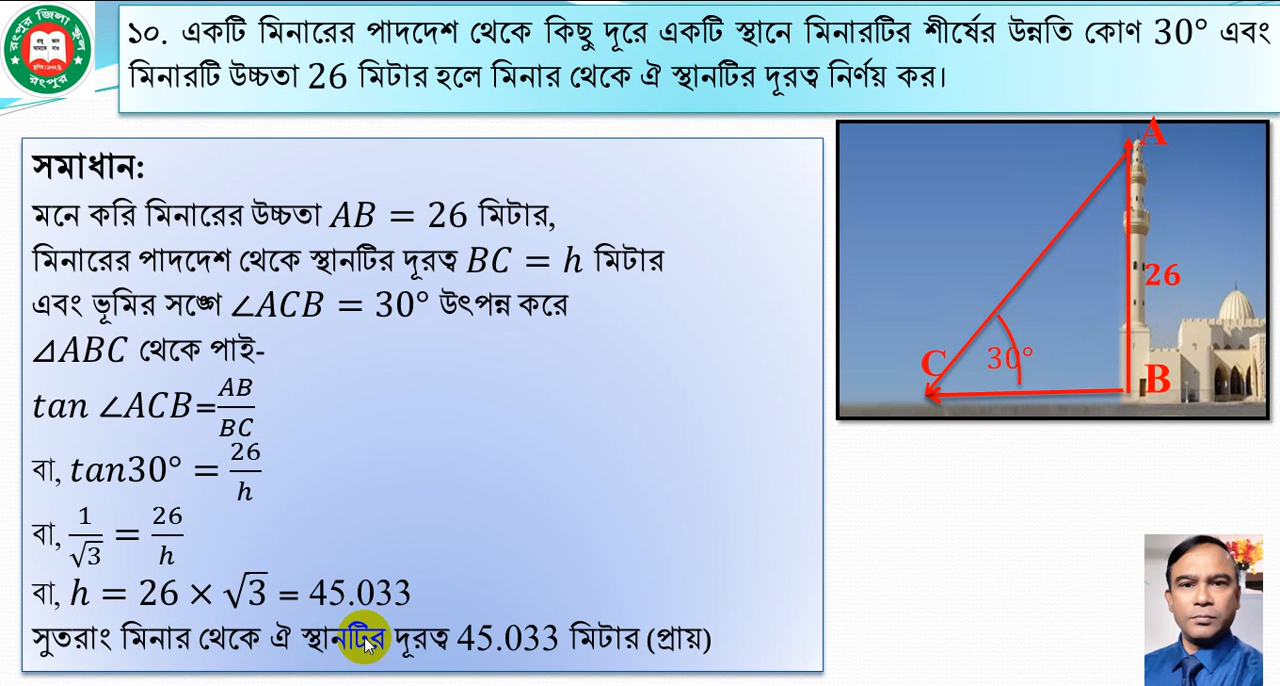 রংপুর জিলা স্কুল
রংপুর
১০. একটি মিনারের পাদদেশ থেকে কিছু দূরে একটি স্থানে মিনারটির শীর্ষের উন্নতি কোণ 30° এবং
মিনারটি উচ্চতা 26 মিটার হলে মিনার থেকে ঐ স্থানটির দূরত্ব নির্ণয় কর।
সমাধান:
মনে করি মিনারের উচ্চতা AB = 26 মিটার,
মিনারের পাদদেশ থেকে স্থানটির দূরত্ব BC = h মিটার
এবং ভূমির সঙ্গে ∠ACB = 30° উৎপন্ন করে
⊿ABC থেকে পাই-
tan ∠ACB=AB/BC
বা, tan30° = 26/h
বা, 1/√3 = 26/h
বা, h = 26 × √3 = 45.033
সুতরাং মিনার থেকে ঐ স্থানটির দূরত্ব 45.033 মিটার (প্রায়)
A
26
C
30°
B